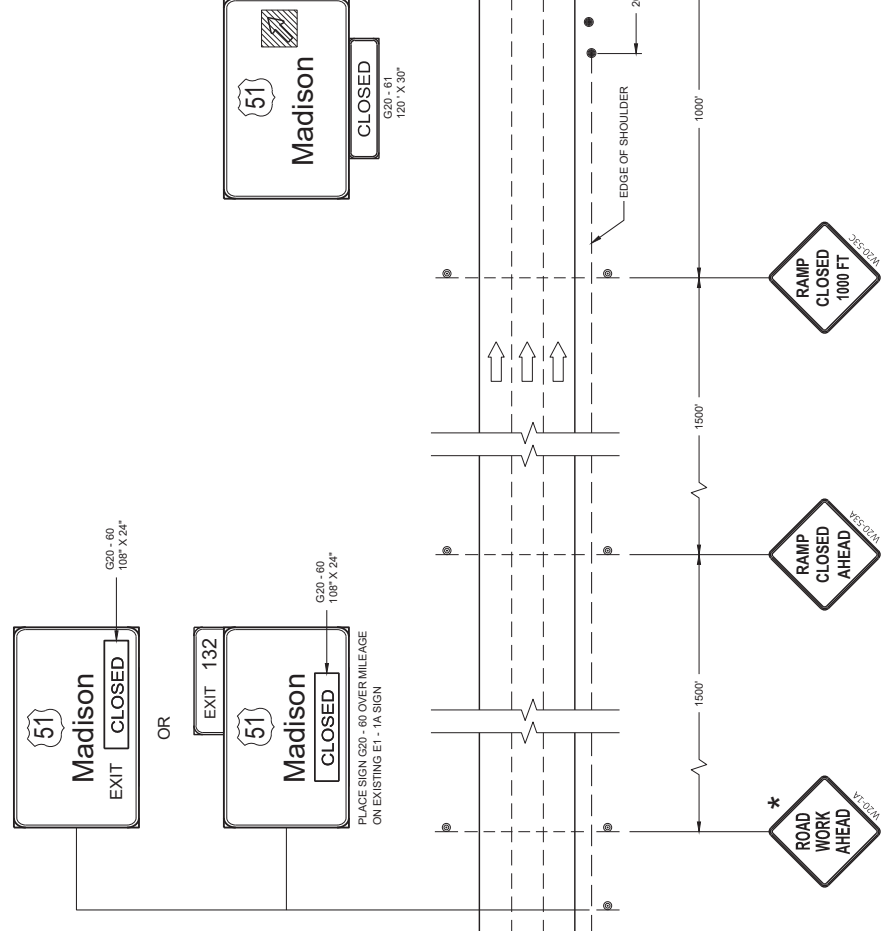 51
Madison
CLOSED
G20 - 61
120 ' X 30"
51
Madison
EXIT CLOSED
G20 - 60
108" X 24"
OR
EXIT 132
51
Madison
CLOSED
G20 - 60
108" X 24"
PLACE SIGN G20 - 60 OVER MILEAGE
ON EXISTING E1 - 1A SIGN
EDGE OF SHOULDER
1000'
1500'
1500'
RAMP
CLOSED
1000 FT
W20-53C
RAMP
CLOSED
AHEAD
W20-53A
*
ROAD
WORK
AHEAD
W20-1A